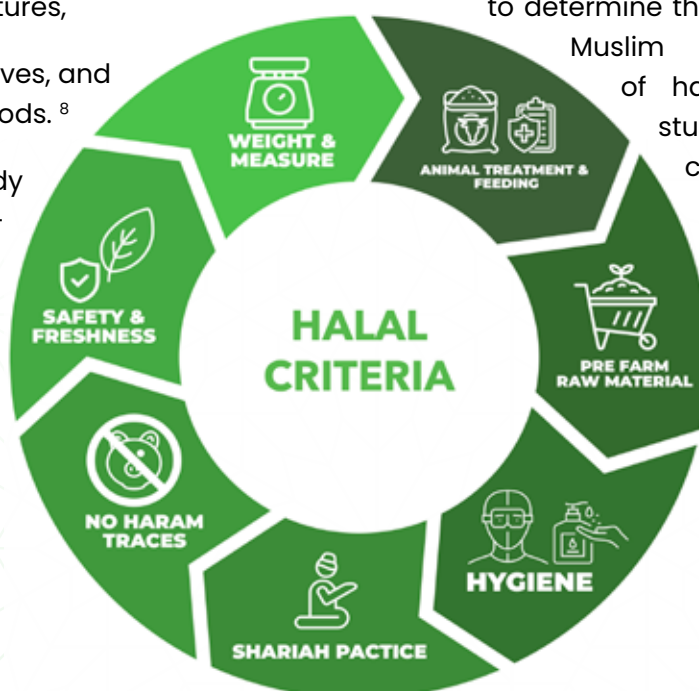 tures,
ves, and
ods. 8
dy
to determine th
Muslim
of ha
stu
c
WEIGHT &
MEASURE
ANIMAL TREATMENT &
FEEDING
PRE FARM
RAW MATERIAL
HYGIENE
SHARIAH PACTICE
NO HARAM
TRACES
SAFETY &
FRESHNESS
HALAL
CRITERIA